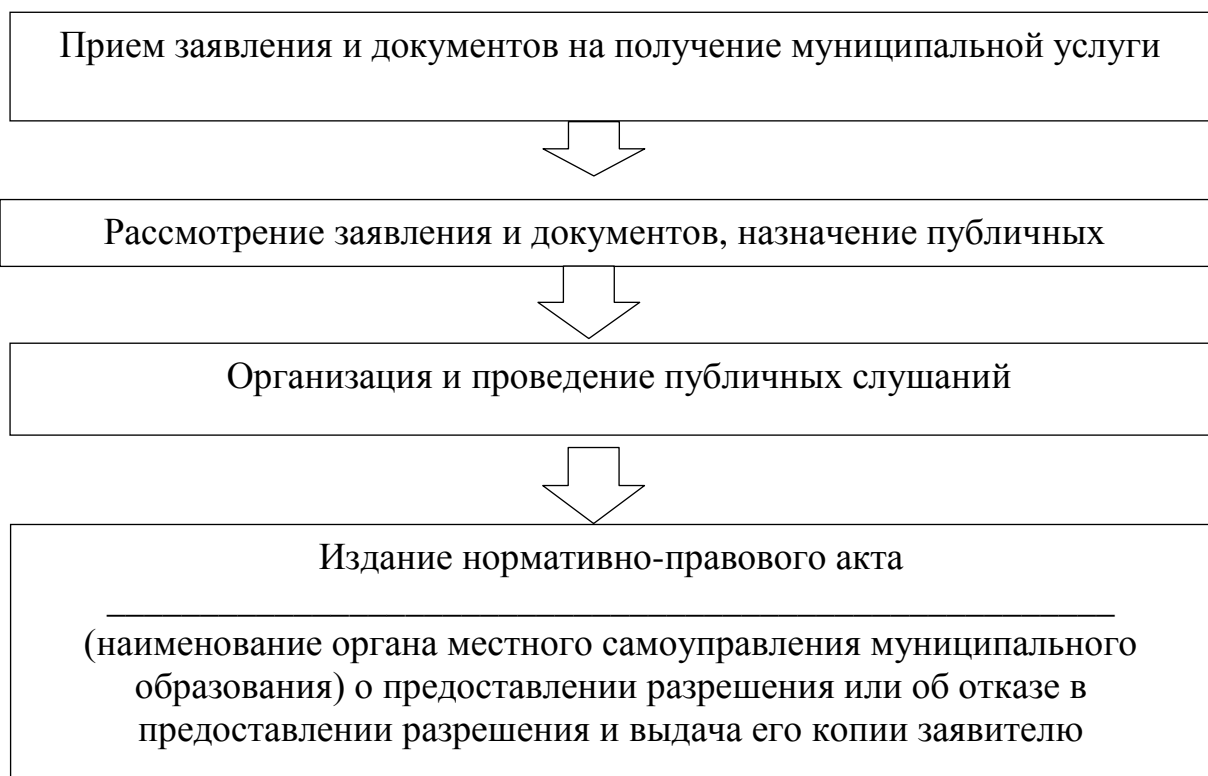 Прием заявления и документов на получение муниципальной услуги
Рассмотрение заявления и документов, назначение публичных
Организация и проведение публичных слушаний
Издание нормативно-правового акта
_______________________________________________________
(наименование органа местного самоуправления муниципального
образования) о предоставлении разрешения или об отказе в
предоставлении разрешения и выдача его копии заявителю